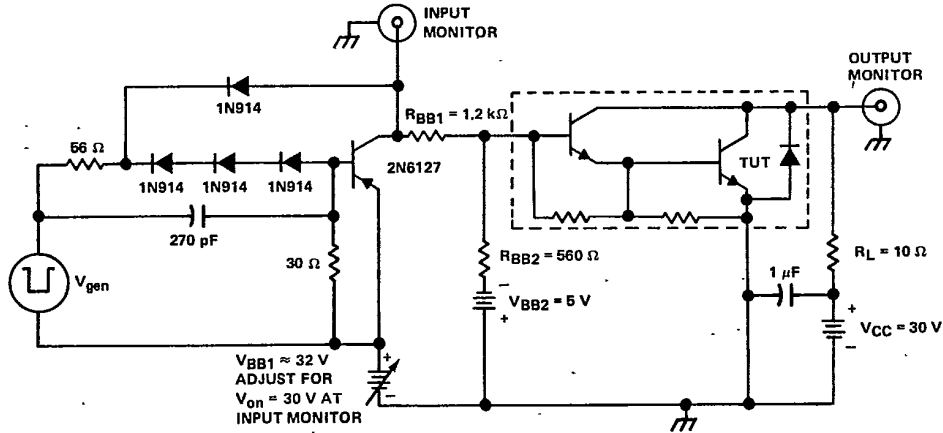 INPUT
MONITOR
OUTPUT
MONITOR
1N914
R_BB1 = 1,2 kΩ
56 Ω
TUT
2N6127
1N914
1N914
1N914
270 pF
R_BB2 = 560 Ω
R_L = 10 Ω
30 Ω
1 μF
V_gen
−
V_BB2 = 5 V
+
+
V_CC = 30 V
−
V_BB1 ≈ 32 V
ADJUST FOR
V_on = 30 V AT
INPUT MONITOR
+
−